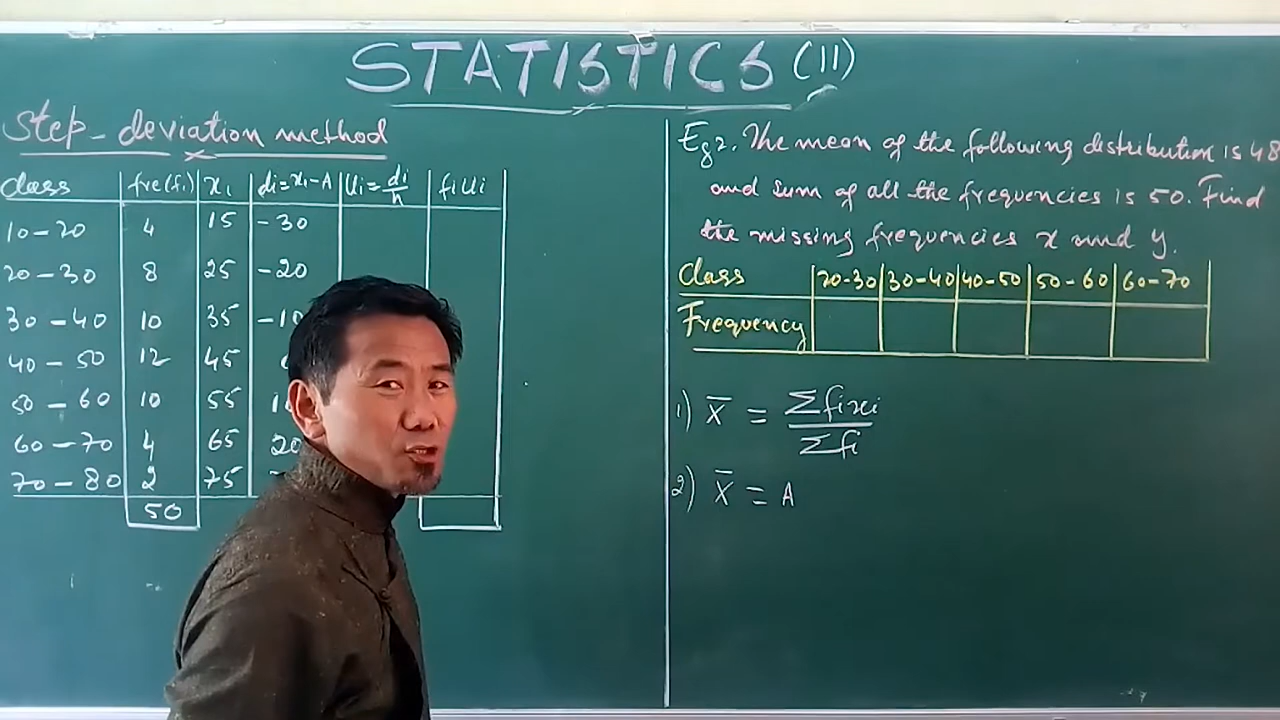 STATISTICS (11)
Step-deviation method
class fre(fi) xi di=xi-A Ui=di/h fiUi
10-20 4 15 -30
20-30 8 25 -20
30-40 10 35 -10
40-50 12 45
50-60 10 55
60-70 4 65 20
70-80 2 75
50
Eg2. The mean of the following distribution is 48
and sum of all the frequencies is 50. Find
the missing frequencies x and y.
class 20-30 30-40 40-50 50-60 60-70
Frequency
1) X̄ = Σfixi/Σfi
2) X̄ = A